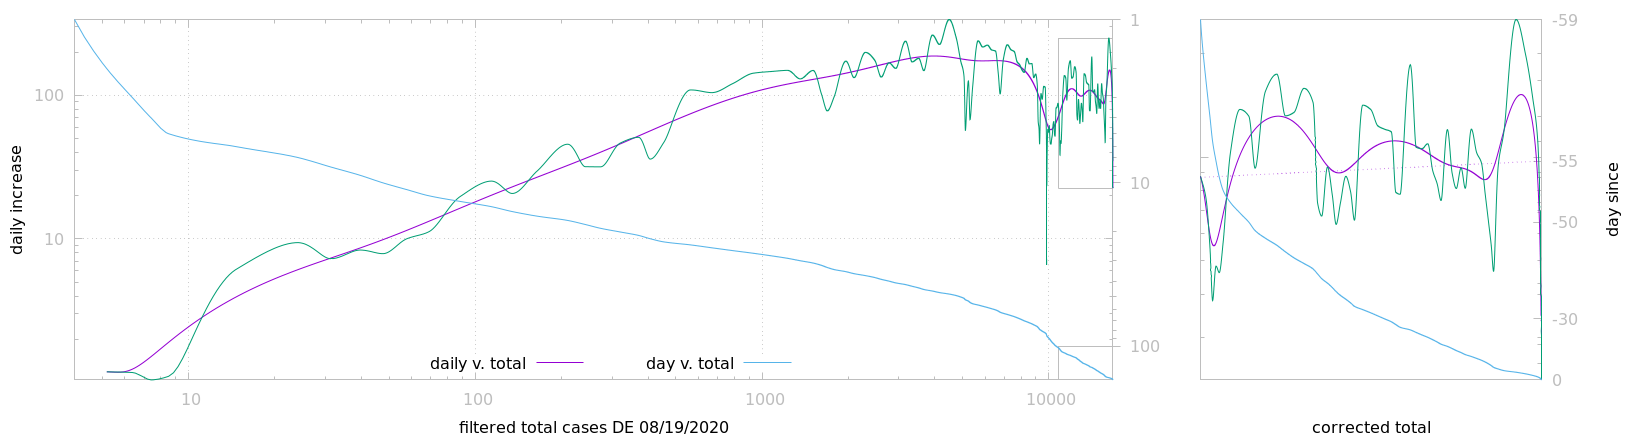 daily increase
100
10
10
100
1000
10000
1
10
100
daily v. total
day v. total
filtered total cases DE 08/19/2020
-59
-55
-50
-30
0
day since
corrected total